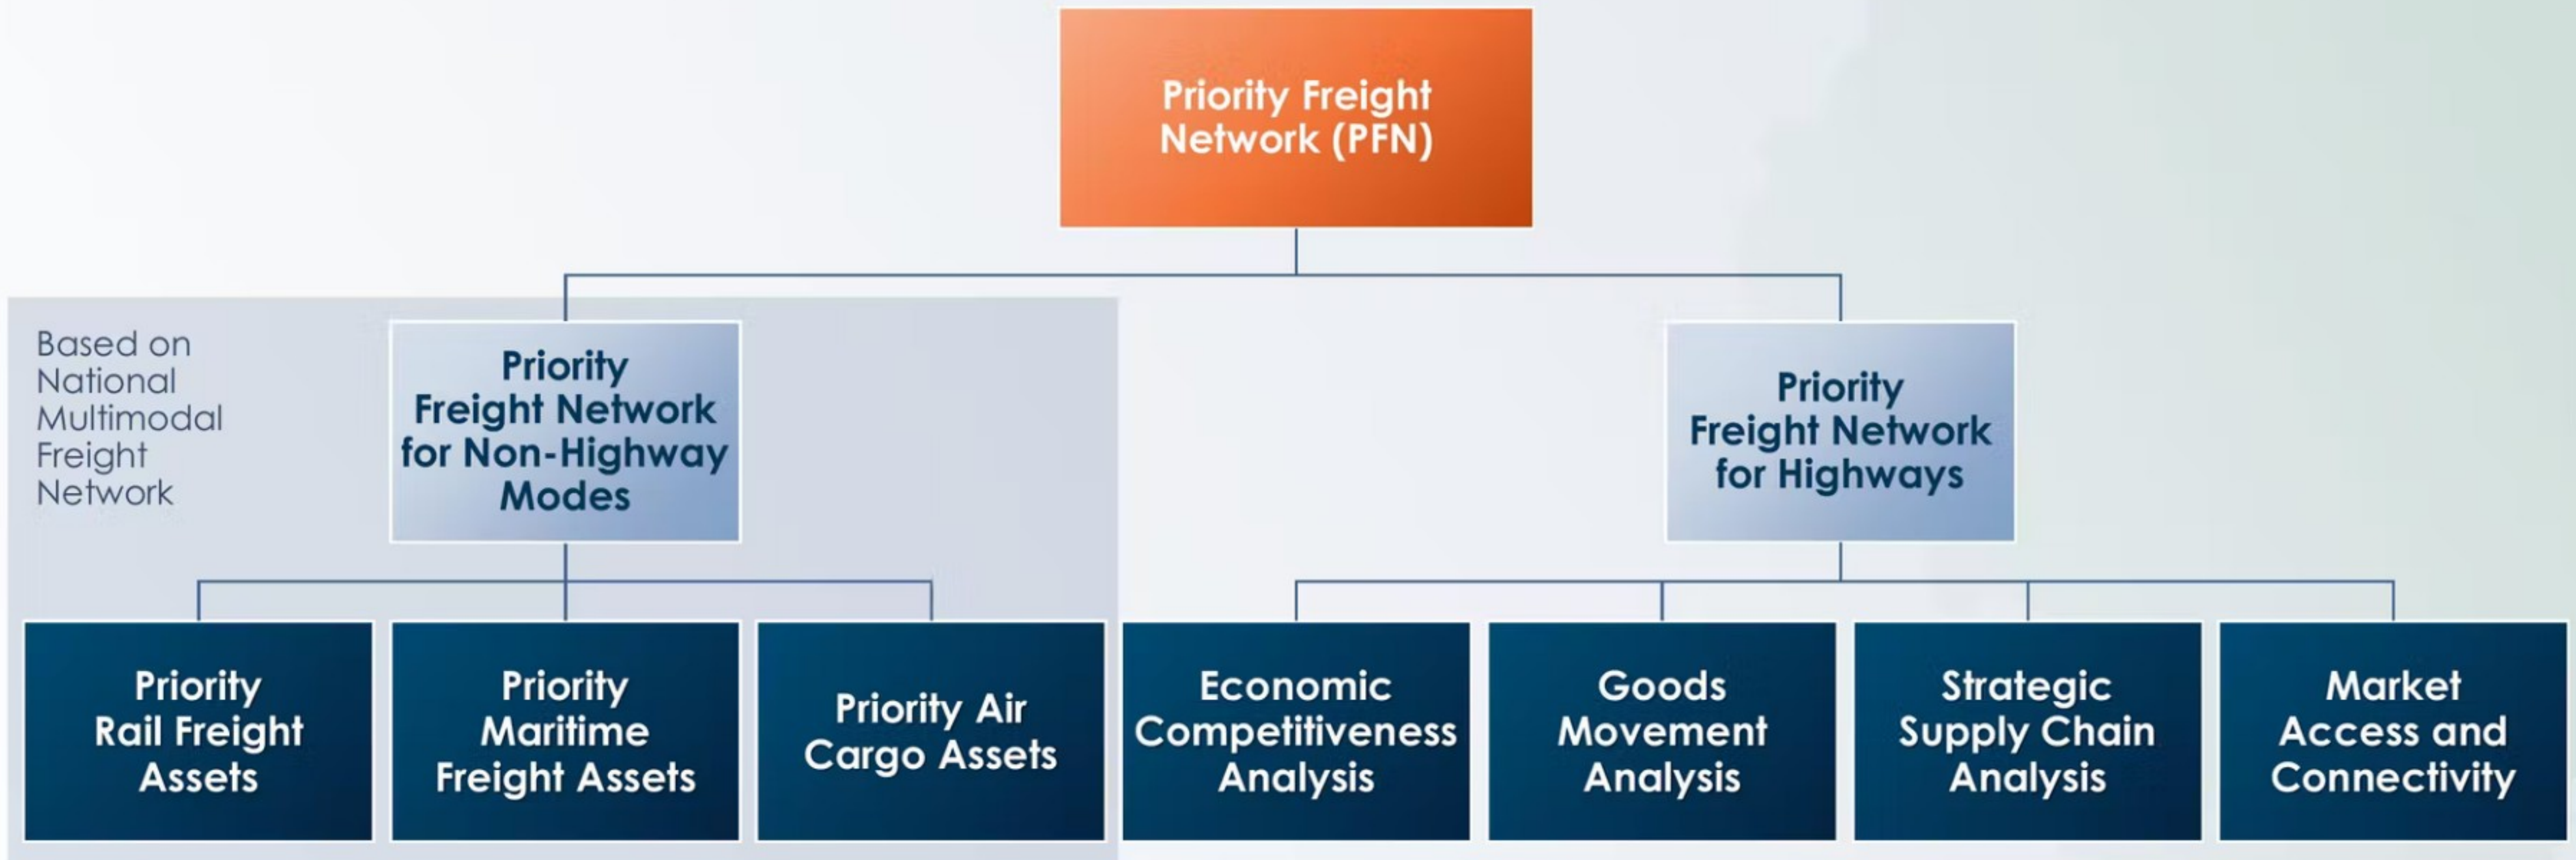 Priority Freight
Network (PFN)
Based on
National
Multimodal
Freight
Network
Priority
Freight Network
for Non-Highway
Modes
Priority
Freight Network
for Highways
Priority
Rail Freight
Assets
Priority
Maritime
Freight Assets
Priority Air
Cargo Assets
Economic
Competitiveness
Analysis
Goods
Movement
Analysis
Strategic
Supply Chain
Analysis
Market
Access and
Connectivity